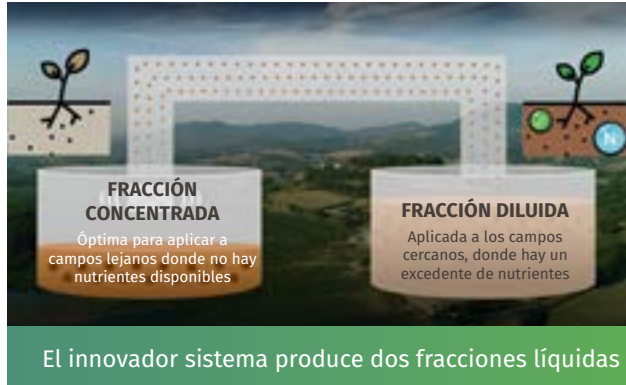 FRACCIÓN
CONCENTRADA
Óptima para aplicar a
campos lejanos donde no hay
nutrientes disponibles
FRACCIÓN DILUIDA
Aplicada a los campos
cercanos, donde hay un
excedente de nutrientes
N
El innovador sistema produce dos fracciones líquidas